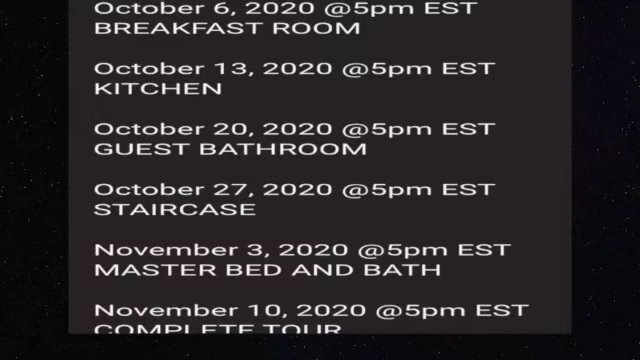 October 6, 2020 @5pm EST
BREAKFAST ROOM
October 13, 2020 @5pm EST
KITCHEN
October 20, 2020 @5pm EST
GUEST BATHROOM
October 27, 2020 @5pm EST
STAIRCASE
November 3, 2020 @5pm EST
MASTER BED AND BATH
November 10, 2020 @5pm EST
COMPLETE TOUR